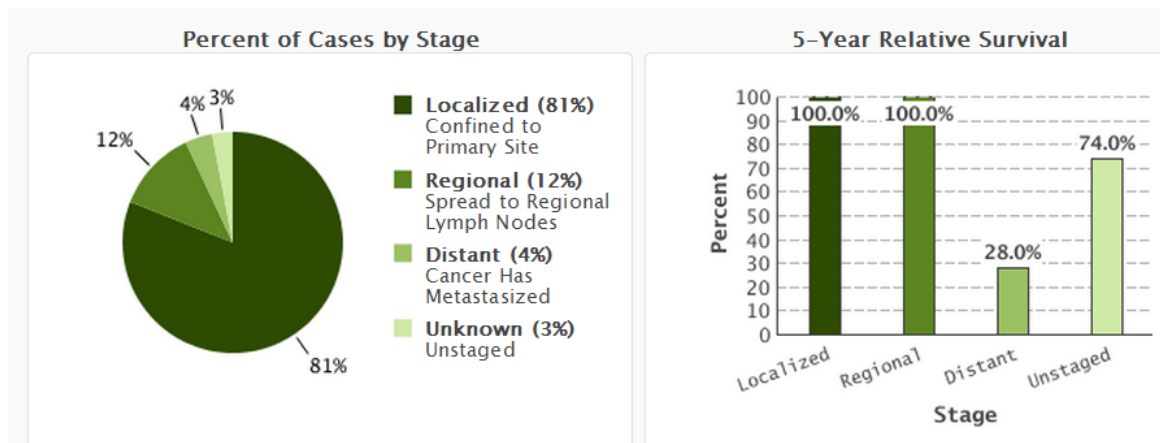 Percent of Cases by Stage
4%
3%
12%
81%
Localized (81%)
Confined to
Primary Site
Regional (12%)
Spread to Regional
Lymph Nodes
Distant (4%)
Cancer Has
Metastasized
Unknown (3%)
Unstaged
5-Year Relative Survival
Percent
100
90
80
70
60
50
40
30
20
10
0
100.0%
100.0%
28.0%
74.0%
Localized
Regional
Distant
Unstaged
Stage